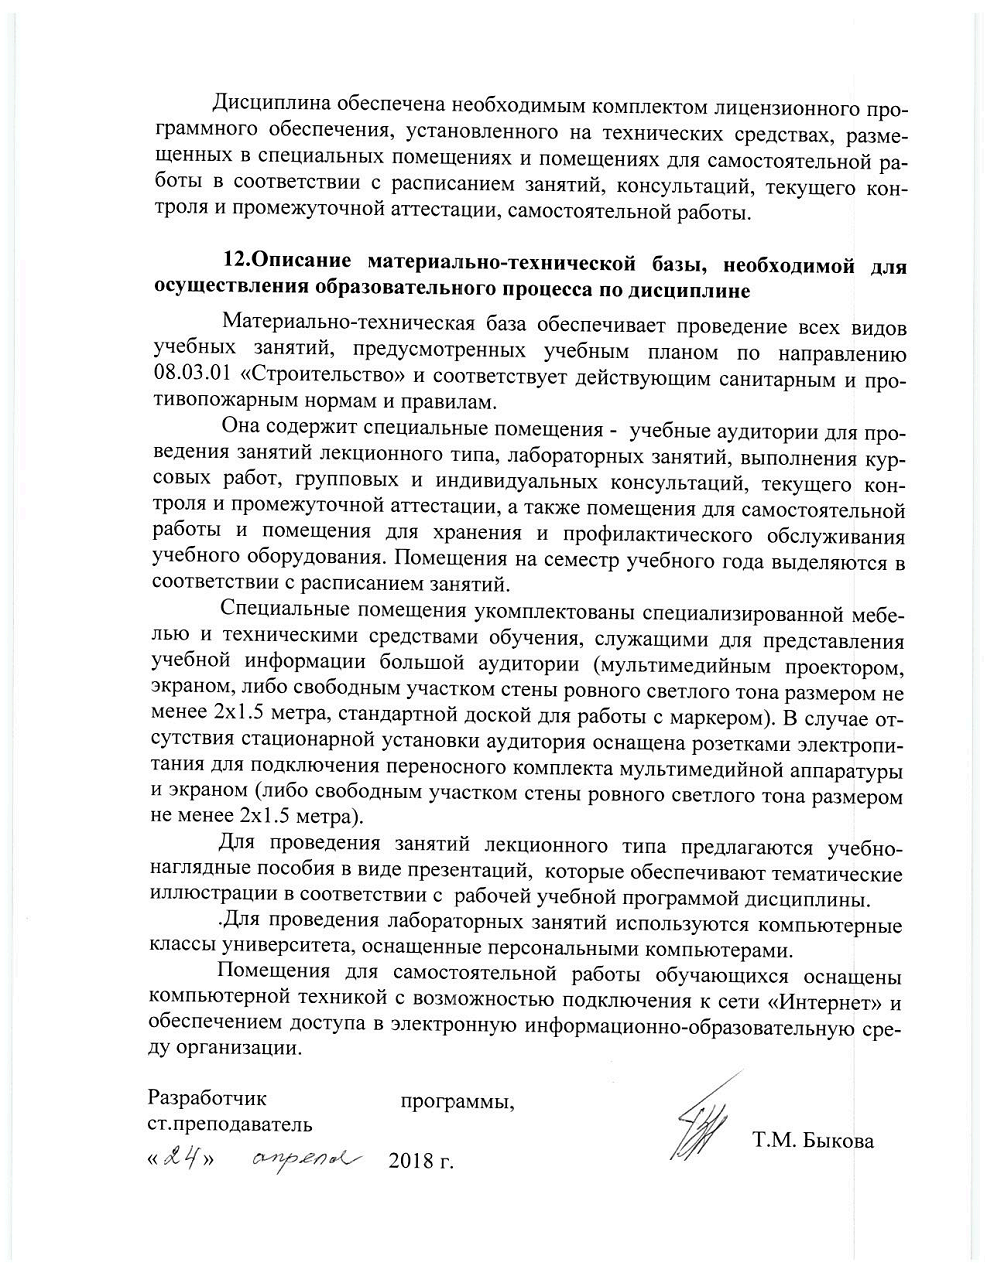 Дисциплина обеспечена необходимым комплектом лицензионного про-
граммного обеспечения, установленного на технических средствах, разме-
щенных в специальных помещениях и помещениях для самостоятельной ра-
боты в соответствии с расписанием занятий, консультаций, текущего кон-
троля и промежуточной аттестации, самостоятельной работы.
12.Описание материально-технической базы, необходимой для
осуществления образовательного процесса по дисциплине
Материально-техническая база обеспечивает проведение всех видов
учебных занятий, предусмотренных учебным планом по направлению
08.03.01 «Строительство» и соответствует действующим санитарным и про-
тивопожарным нормам и правилам.
Она содержит специальные помещения - учебные аудитории для про-
ведения занятий лекционного типа, лабораторных занятий, выполнения кур-
совых работ, групповых и индивидуальных консультаций, текущего кон-
троля и промежуточной аттестации, а также помещения для самостоятельной
работы и помещения для хранения и профилактического обслуживания
учебного оборудования. Помещения на семестр учебного года выделяются в
соответствии с расписанием занятий.
Специальные помещения укомплектованы специализированной мебе-
лью и техническими средствами обучения, служащими для представления
учебной информации большой аудитории (мультимедийным проектором,
экраном, либо свободным участком стены ровного светлого тона размером не
менее 2х1.5 метра, стандартной доской для работы с маркером). В случае от-
сутствия стационарной установки аудитория оснащена розетками электропи-
тания для подключения переносного комплекта мультимедийной аппаратуры
и экраном (либо свободным участком стены ровного светлого тона размером
не менее 2х1.5 метра).
Для проведения занятий лекционного типа предлагаются учебно-
наглядные пособия в виде презентаций, которые обеспечивают тематические
иллюстрации в соответствии с рабочей учебной программой дисциплины.
.Для проведения лабораторных занятий используются компьютерные
классы университета, оснащенные персональными компьютерами.
Помещения для самостоятельной работы обучающихся оснащены
компьютерной техникой с возможностью подключения к сети «Интернет» и
обеспечением доступа в электронную информационно-образовательную сре-
ду организации.
Разработчик программы,
ст.преподаватель
Т.М. Быкова
«24» апреля 2018 г.